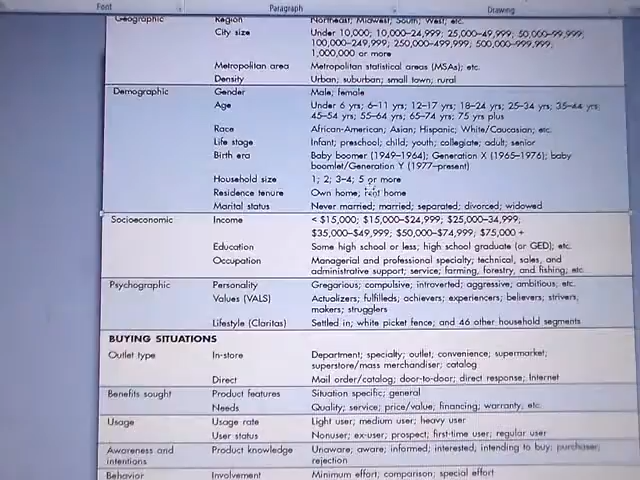 Font Paragraph Drawing
Geographic Region Northeast; Midwest; South; West; etc.
City size Under 10,000; 10,000–24,999; 25,000–49,999; 50,000–99,999;
100,000–249,999; 250,000–499,999; 500,000–999,999;
1,000,000 or more
Metropolitan area Metropolitan statistical areas (MSAs); etc.
Density Urban; suburban; small town; rural
Demographic Gender Male; female
Age Under 6 yrs; 6–11 yrs; 12–17 yrs; 18–24 yrs; 25–34 yrs; 35–44 yrs;
45–54 yrs; 55–64 yrs; 65–74 yrs; 75 yrs plus
Race African-American; Asian; Hispanic; White/Caucasian; etc.
Life stage Infant; preschool; child; youth; collegiate; adult; senior
Birth era Baby boomer (1949–1964); Generation X (1965–1976); baby
boomlet/Generation Y (1977–present)
Household size 1; 2; 3–4; 5 or more
Residence tenure Own home; rent home
Marital status Never married; married; separated; divorced; widowed
Socioeconomic Income < $15,000; $15,000–$24,999; $25,000–34,999;
$35,000–$49,999; $50,000–$74,999; $75,000 +
Education Some high school or less; high school graduate (or GED); etc.
Occupation Managerial and professional specialty; technical, sales, and
administrative support; service; farming, forestry, and fishing; etc.
Psychographic Personality Gregarious; compulsive; introverted; aggressive; ambitious; etc.
Values (VALS) Actualizers; fulfilleds; achievers; experiencers; believers; strivers;
makers; strugglers
Lifestyle (Claritas) Settled in; white picket fence; and 46 other household segments
BUYING SITUATIONS
Outlet type In-store Department; specialty; outlet; convenience; supermarket;
superstore/mass merchandiser; catalog
Direct Mail order/catalog; door-to-door; direct response; Internet
Benefits sought Product features Situation specific; general
Needs Quality; service; price/value; financing; warranty, etc.
Usage Usage rate Light user; medium user; heavy user
User status Nonuser; ex-user; prospect; first-time user; regular user
Awareness and Product knowledge Unaware; aware; informed; interested; intending to buy; purchaser;
intentions rejection
Behavior Involvement Minimum effort; comparison; special effort